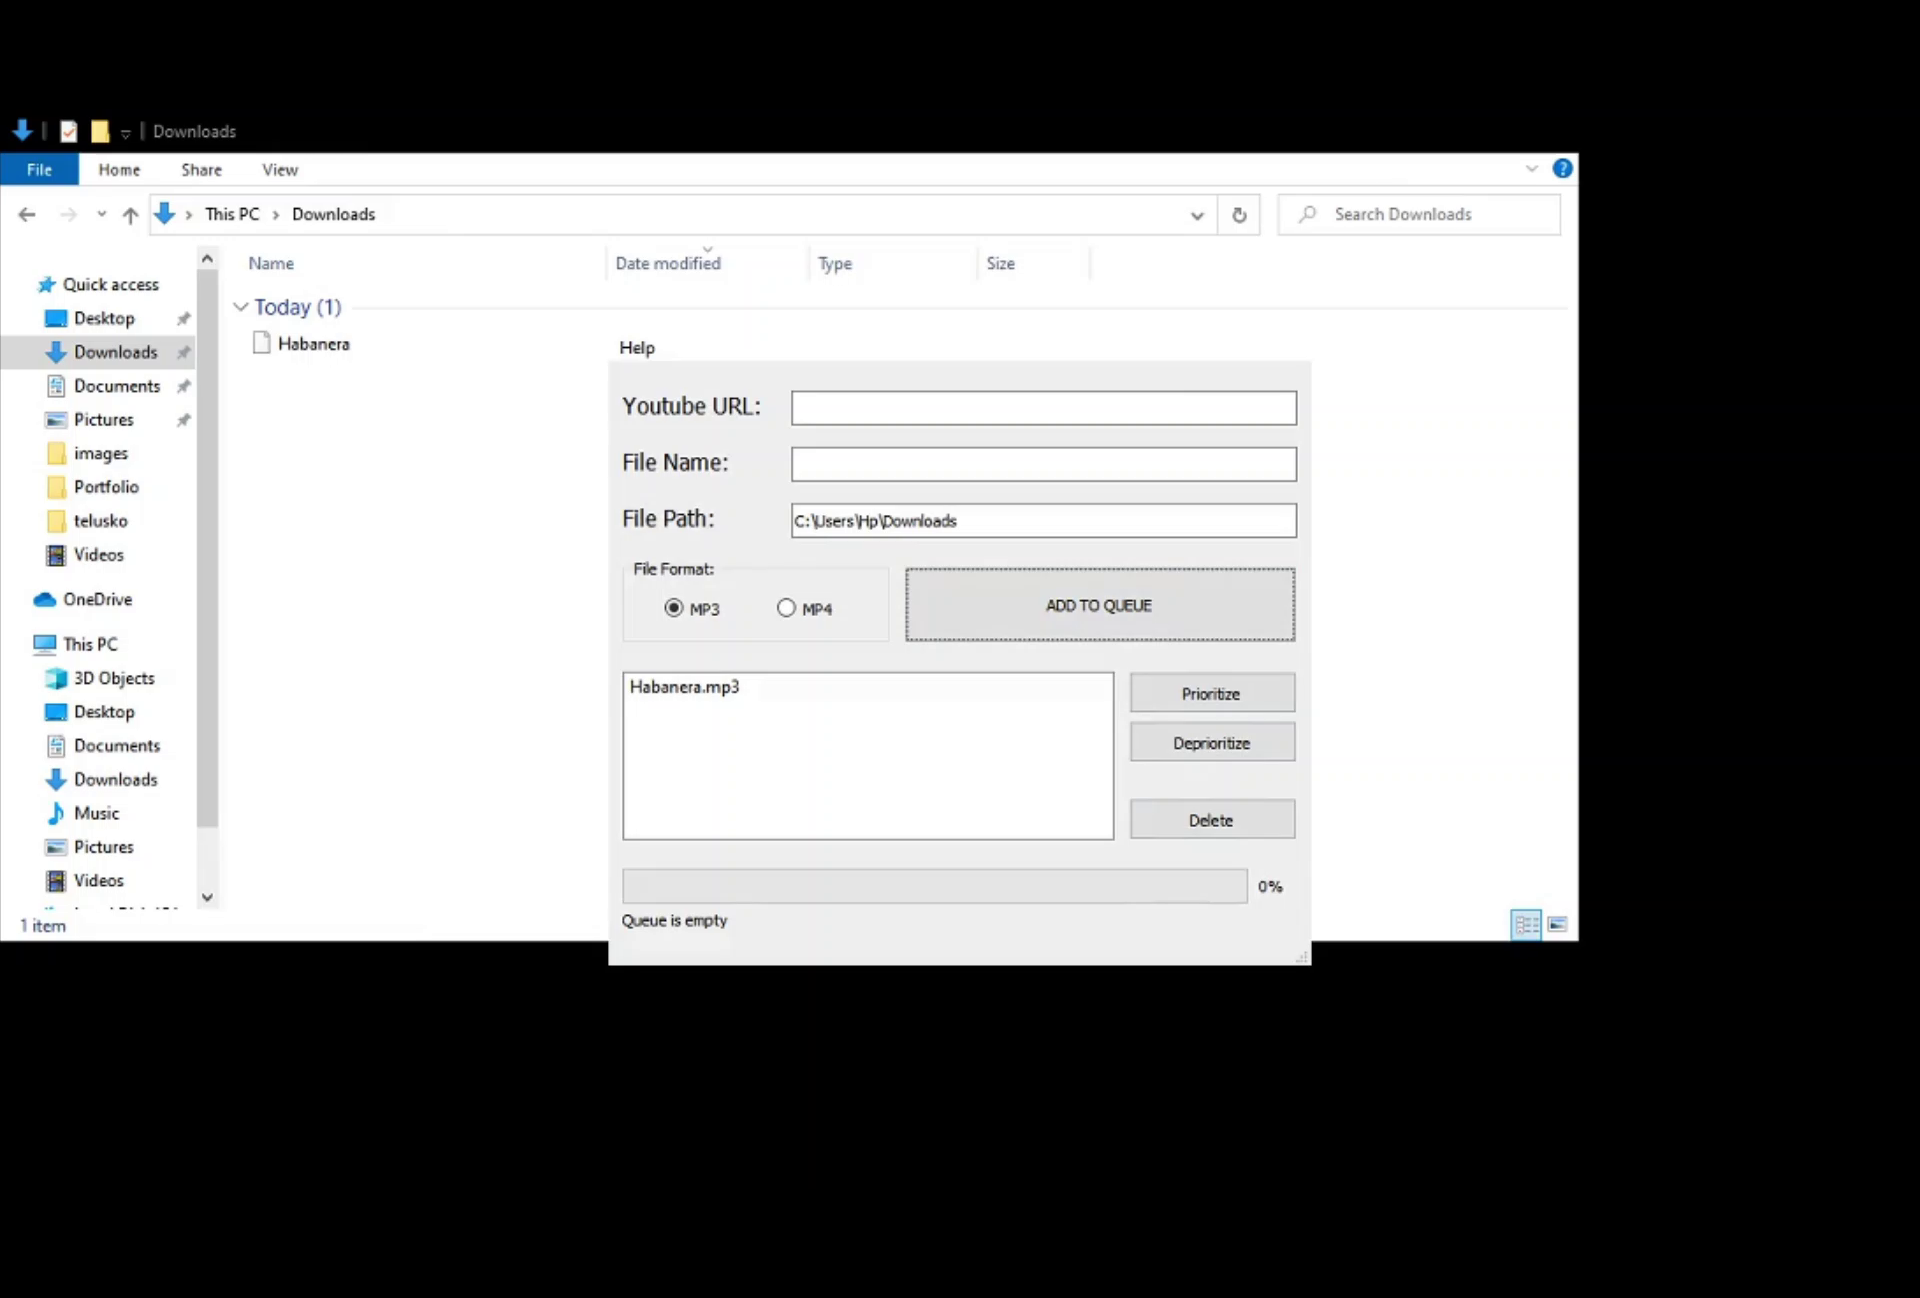 Downloads
File Home Share View
This PC > Downloads
Search Downloads
Name Date modified Type Size
Quick access
Desktop
Downloads
Documents
Pictures
images
Portfolio
telusko
Videos
OneDrive
This PC
3D Objects
Desktop
Documents
Downloads
Music
Pictures
Videos
Today (1)
Habanera
1 item
Help
Youtube URL:
File Name:
File Path: C:\Users\Hp\Downloads
File Format:
MP3 MP4
ADD TO QUEUE
Habanera.mp3
Prioritize
Deprioritize
Delete
0%
Queue is empty